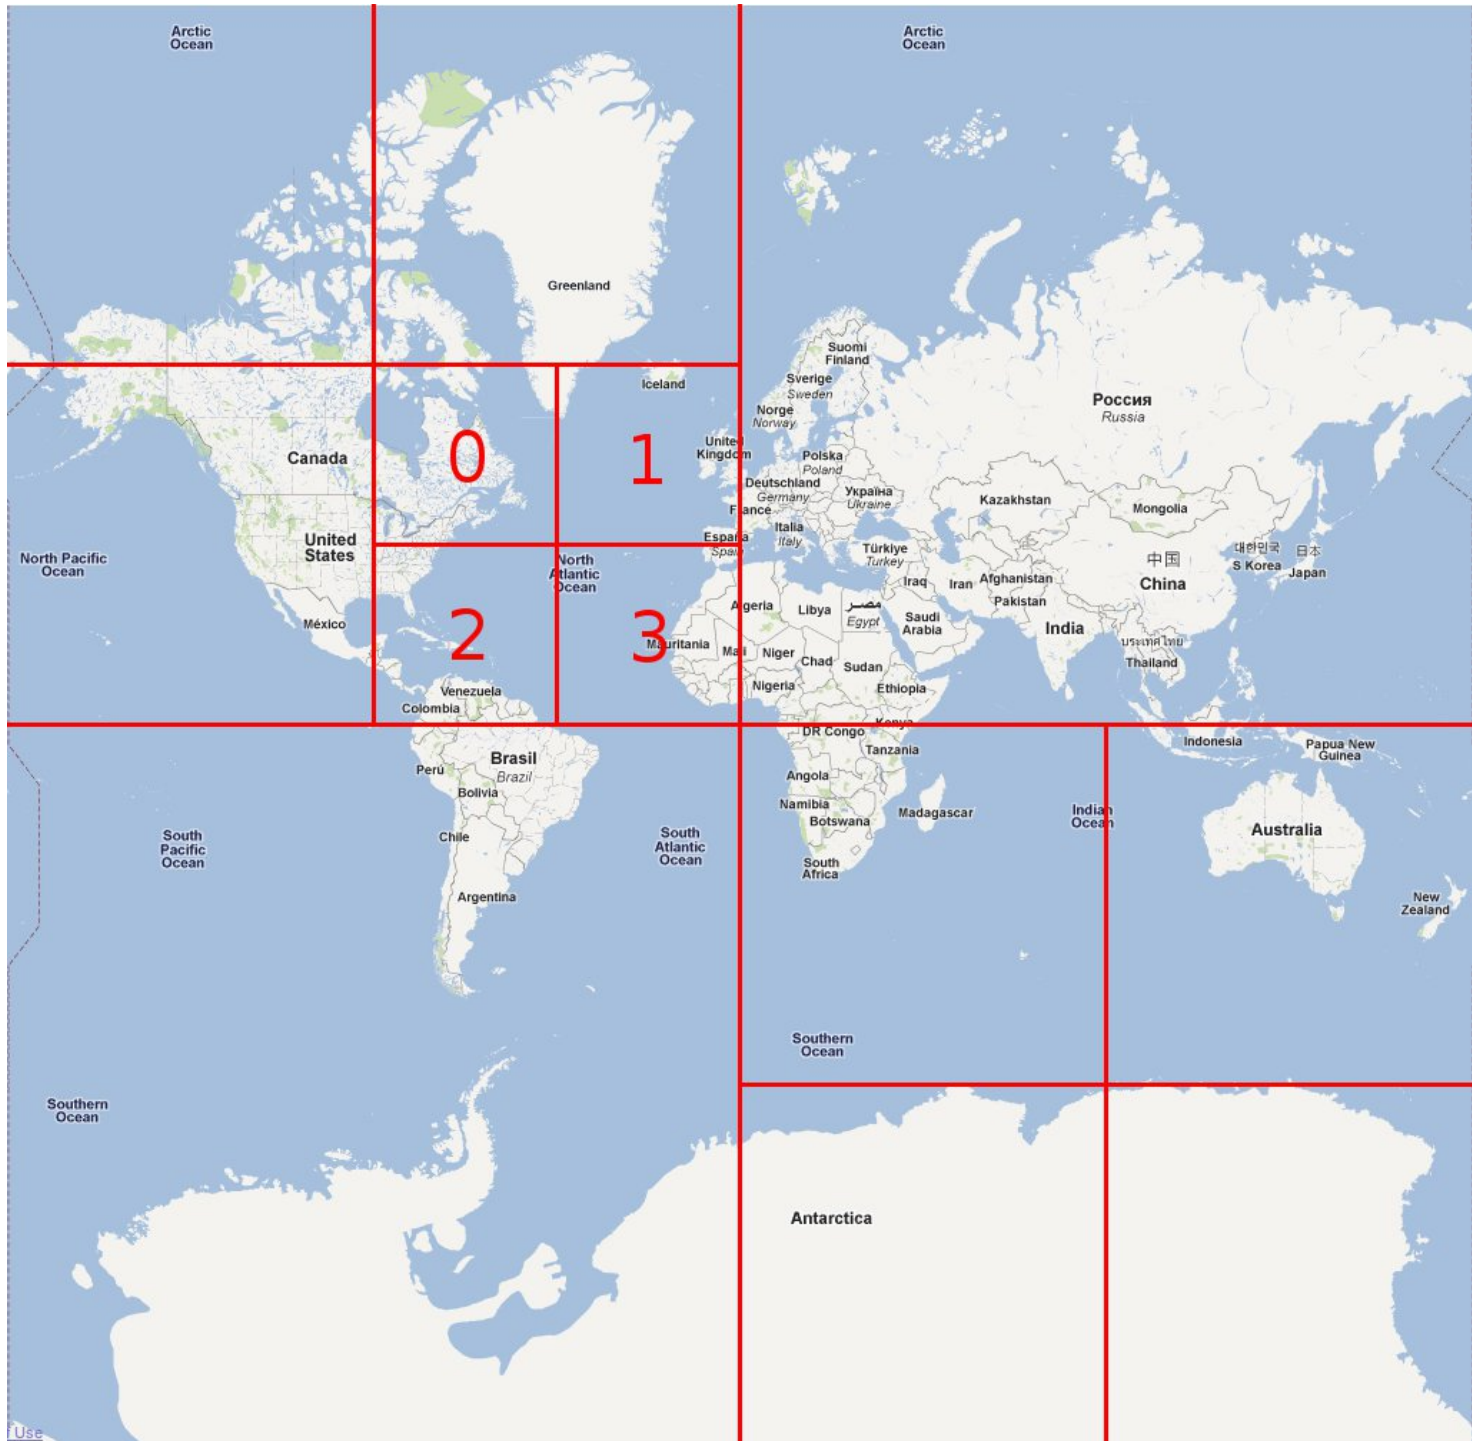 Arctic
Ocean
Arctic
Ocean
Greenland
Suomi
Finland
Iceland
Sverige
Sweden
Россия
Russia
Norge
Norway
0
1
United
Kingdom
Canada
Polska
Poland
Deutschland
Germany
Україна
Ukraine
Kazakhstan
Mongolia
France
United
States
Italia
Italy
España
Spain
Türkiye
Turkey
中国
China
대한민국
S Korea
日本
Japan
North Pacific
Ocean
North
Atlantic
Ocean
Iraq
Iran
Afghanistan
Pakistan
Algeria
Libya
مصر
Egypt
Saudi
Arabia
India
México
2
3
Mauritania
Mali
Niger
Chad
Sudan
ประเทศไทย
Thailand
Venezuela
Colombia
Nigeria
Ethiopia
Kenya
DR Congo
Tanzania
Indonesia
Papua New
Guinea
Brasil
Brazil
Perú
Bolivia
Angola
Namibia
Botswana
Madagascar
Indian
Ocean
Australia
South
Pacific
Ocean
Chile
South
Atlantic
Ocean
South
Africa
Argentina
New
Zealand
Southern
Ocean
Southern
Ocean
Antarctica
f Use